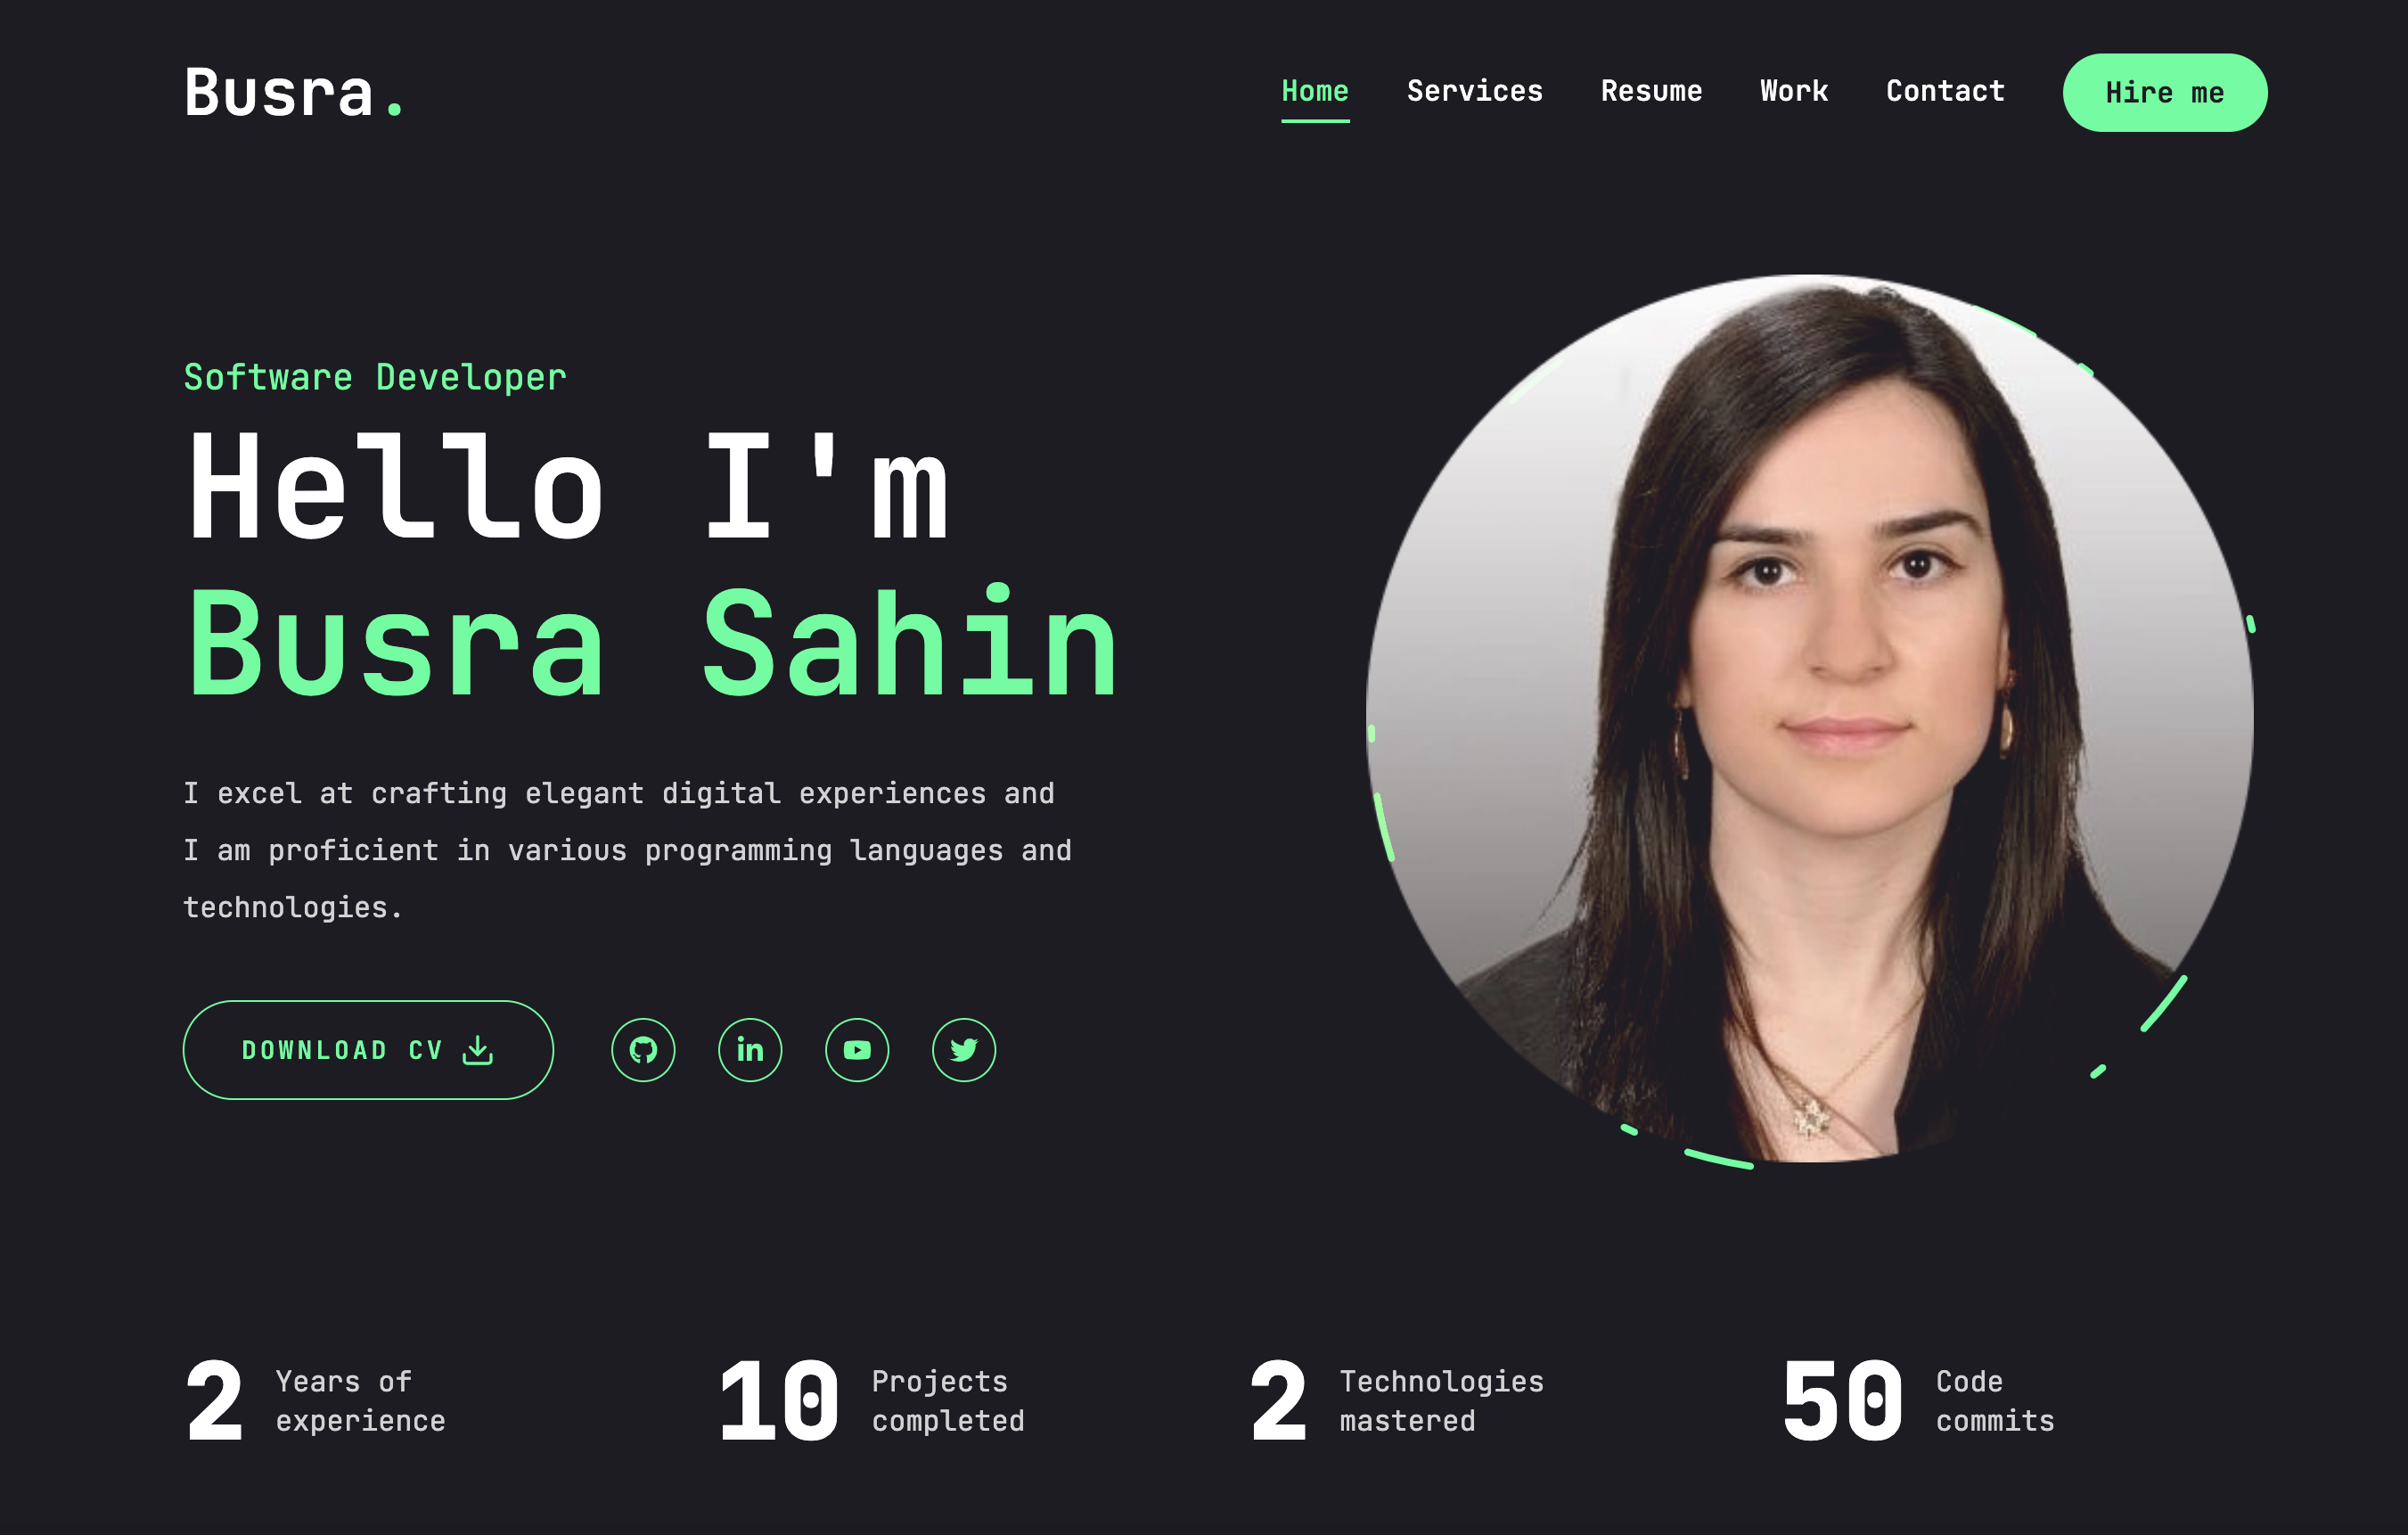 Busra.
Home Services Resume Work Contact Hire me
Software Developer
Hello I'm
Busra Sahin
I excel at crafting elegant digital experiences and
I am proficient in various programming languages and
technologies.
DOWNLOAD CV
in
2 Years of experience
10 Projects completed
2 Technologies mastered
50 Code commits